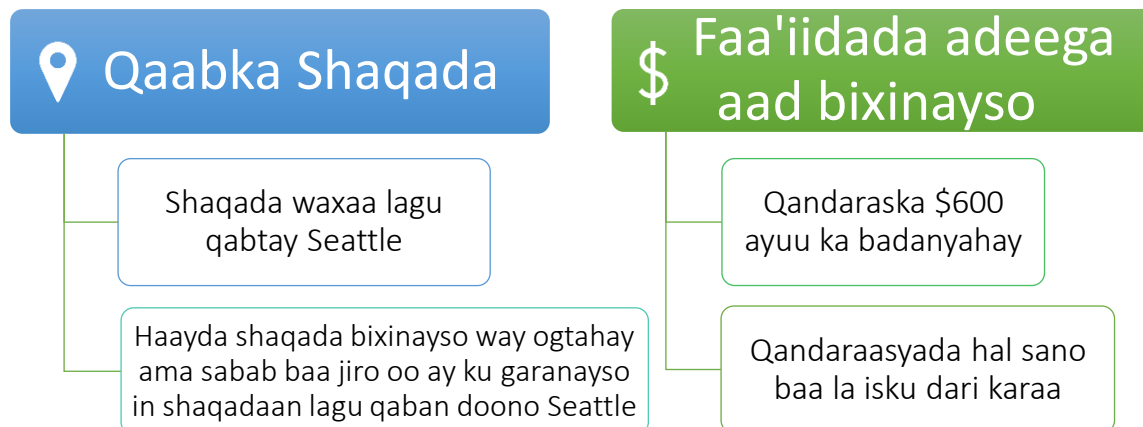 Qaabka Shaqada
Shaqada waxaa lagu
qabtay Seattle
Haayda shaqada bixinayso way ogtahay
ama sabab baa jiro oo ay ku garanayso
in shaqadaan lagu qaban doono Seattle
$
Faa'iidada adeega
aad bixinayso
Qandaraska $600
ayuu ka badanyahay
Qandaraasyada hal sano
baa la isku dari karaa